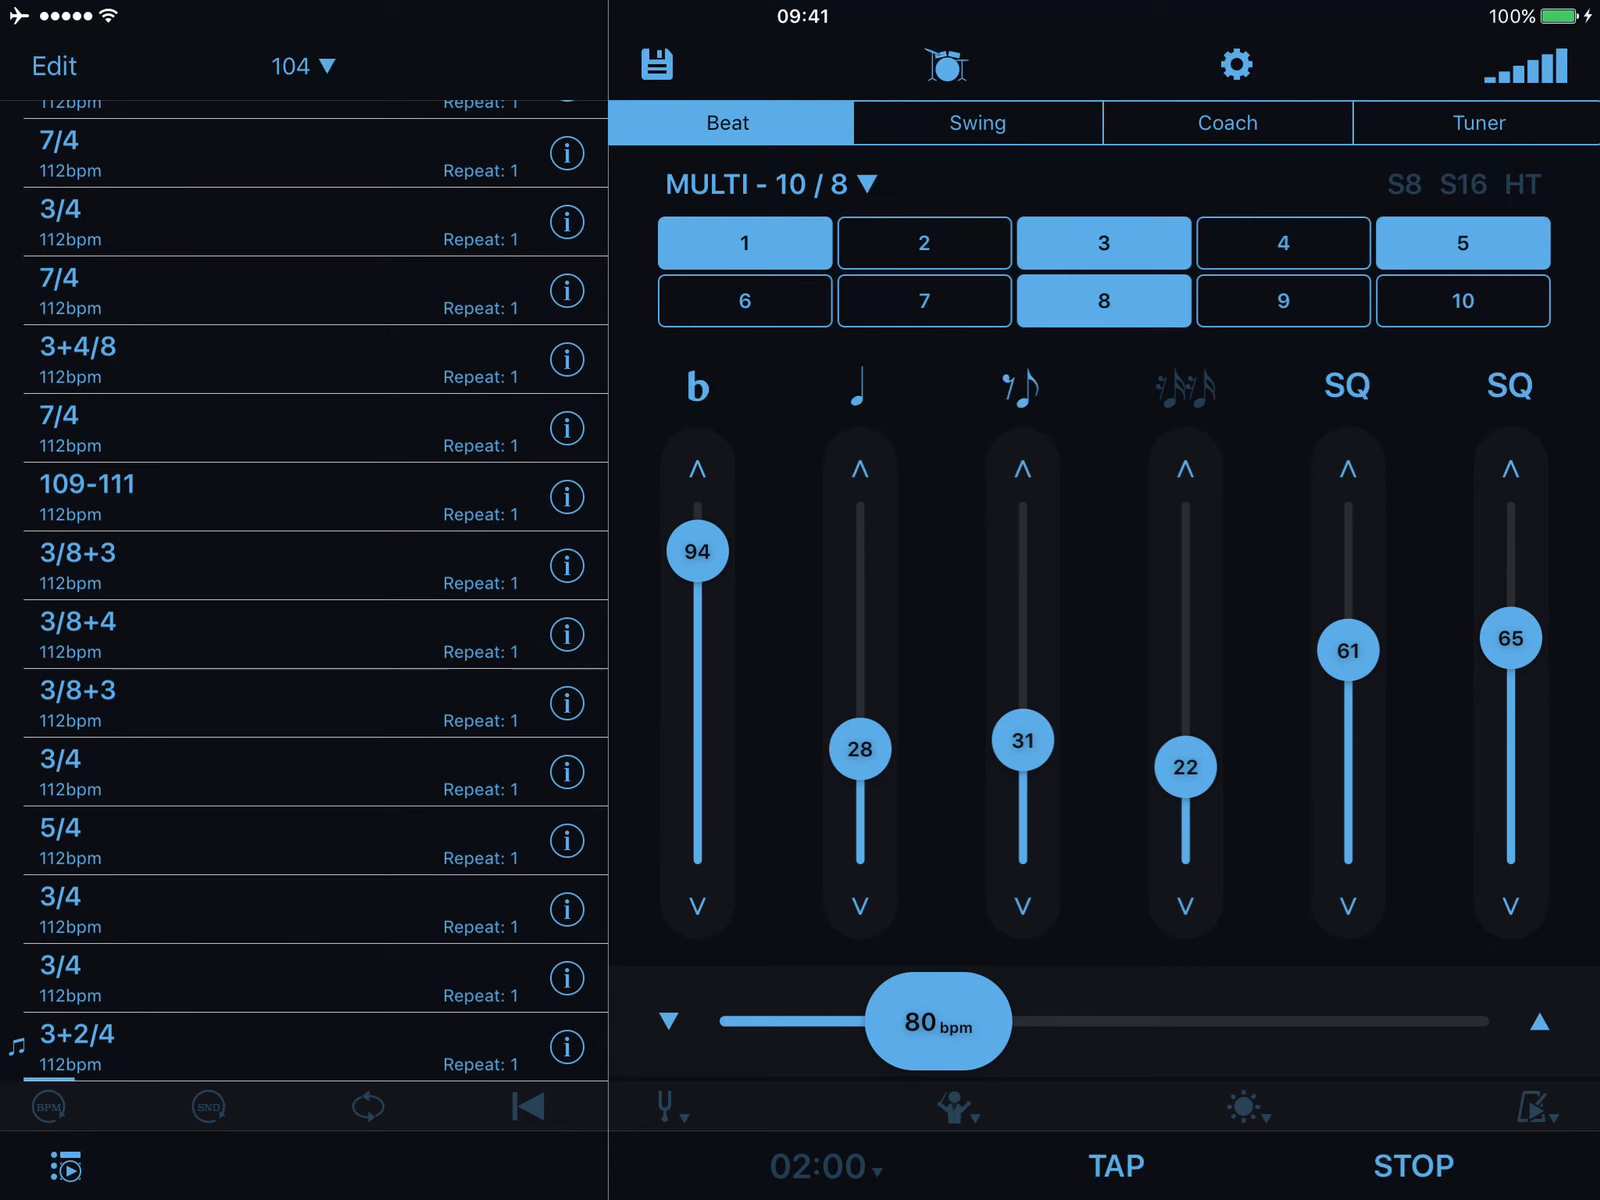 09:41
100%
Edit
104 ▼
112bpm Repeat: 1
7/4
112bpm Repeat: 1
3/4
112bpm Repeat: 1
7/4
112bpm Repeat: 1
3+4/8
112bpm Repeat: 1
7/4
112bpm Repeat: 1
109-111
112bpm Repeat: 1
3/8+3
112bpm Repeat: 1
3/8+4
112bpm Repeat: 1
3/8+3
112bpm Repeat: 1
3/4
112bpm Repeat: 1
5/4
112bpm Repeat: 1
3/4
112bpm Repeat: 1
3/4
112bpm Repeat: 1
3+2/4
112bpm Repeat: 1
BPM SND
Beat Swing Coach Tuner
MULTI - 10 / 8 ▼ S8 S16 HT
1 2 3 4 5
6 7 8 9 10
b SQ SQ
94 28 31 22 61 65
80 bpm
02:00 TAP STOP